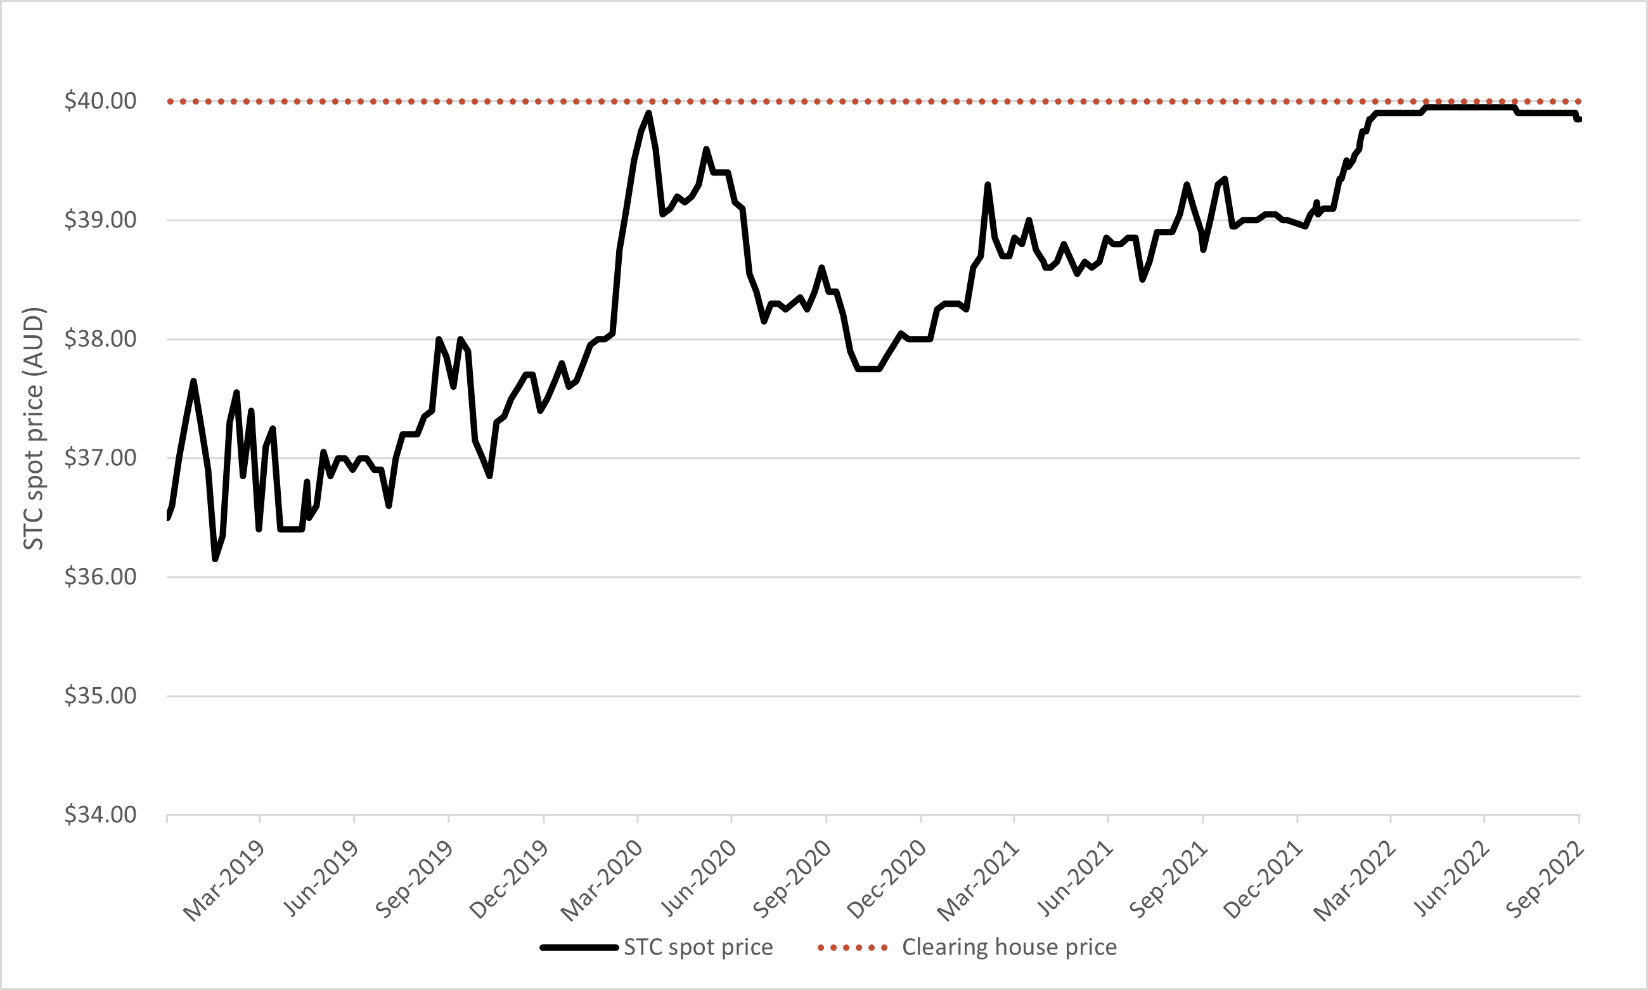 $40.00
$39.00
$38.00
$37.00
$36.00
$35.00
$34.00
STC spot price (AUD)
Mar-2019
Jun-2019
Sep-2019
Dec-2019
Mar-2020
Jun-2020
Sep-2020
Dec-2020
Mar-2021
Jun-2021
Sep-2021
Dec-2021
Mar-2022
Jun-2022
Sep-2022
STC spot price
Clearing house price